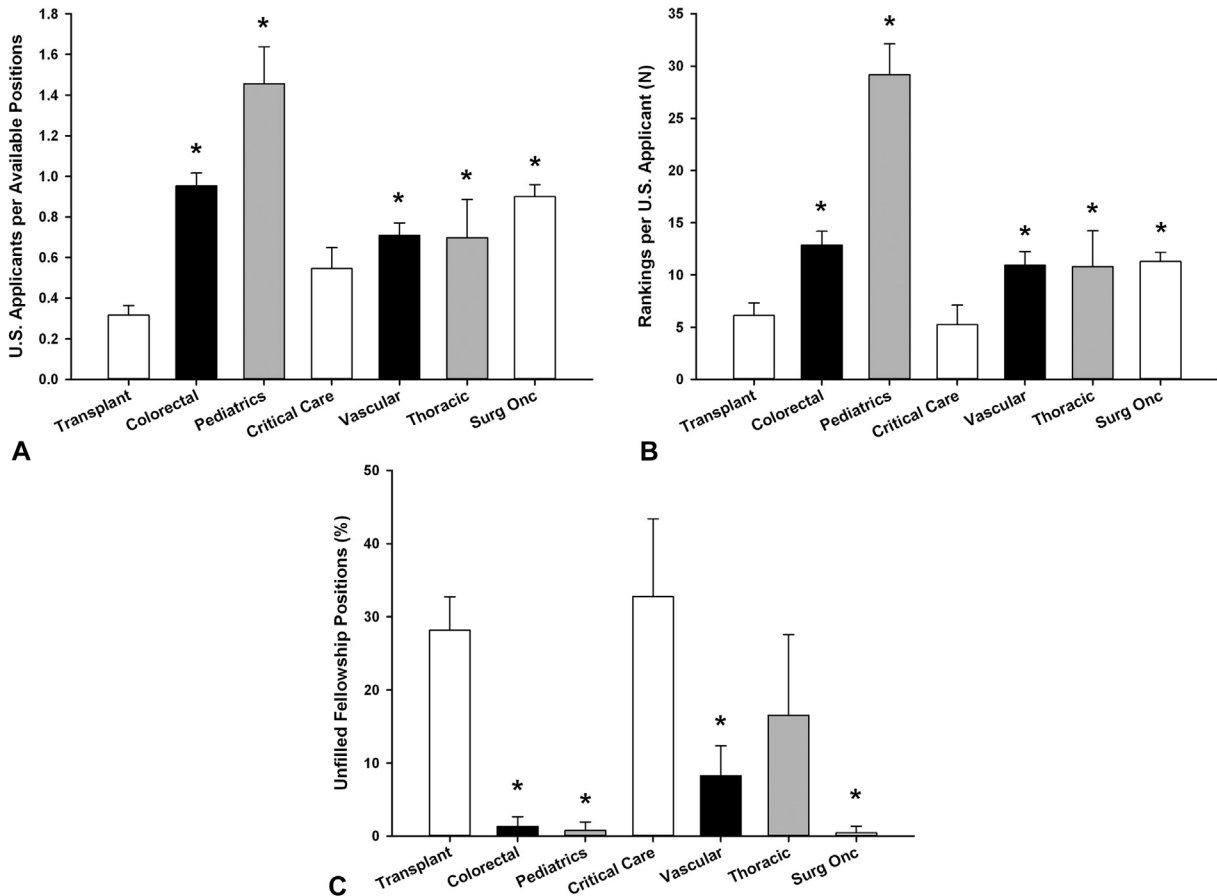 U.S. Applicants per Available Positions
1.8
1.6
1.4
1.2
1.0
0.8
0.6
0.4
0.2
0.0
*
*
*
*
*
Transplant
Colorectal
Pediatrics
Critical Care
Vascular
Thoracic
Surg Onc
A
Rankings per U.S. Applicant (N)
35
30
25
20
15
10
5
0
*
*
*
*
*
Transplant
Colorectal
Pediatrics
Critical Care
Vascular
Thoracic
Surg Onc
B
Unfilled Fellowship Positions (%)
50
40
30
20
10
0
*
*
*
*
Transplant
Colorectal
Pediatrics
Critical Care
Vascular
Thoracic
Surg Onc
C